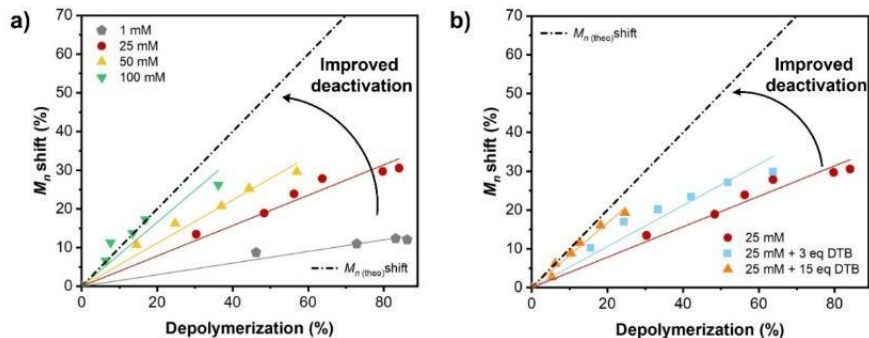 a)
70
60
50
40
30
20
10
0
0
20
40
60
80
Mn shift (%)
Depolymerization (%)
1 mM
25 mM
50 mM
100 mM
Improved
deactivation
Mn (theo) shift
b)
70
60
50
40
30
20
10
0
0
20
40
60
80
Mn shift (%)
Depolymerization (%)
Mn (theo) shift
Improved
deactivation
25 mM
25 mM + 3 eq DTB
25 mM + 15 eq DTB